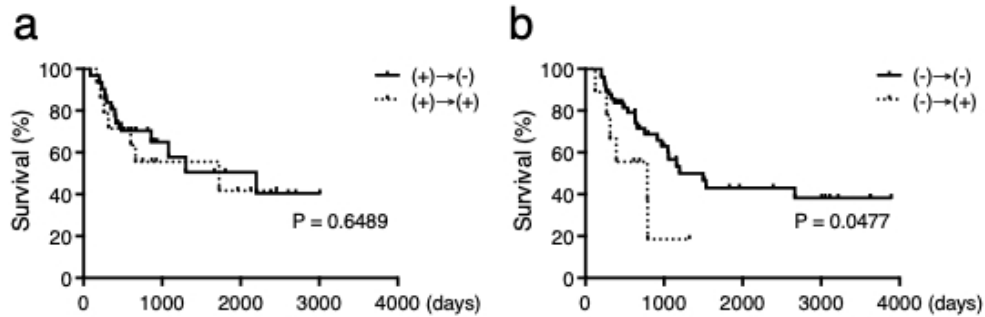 a
100
80
60
40
20
0
Survival (%)
(+)→(-)
(+)→(+)
P = 0.6489
0 1000 2000 3000 4000 (days)
b
100
80
60
40
20
0
Survival (%)
(-)→(-)
(-)→(+)
P = 0.0477
0 1000 2000 3000 4000 (days)